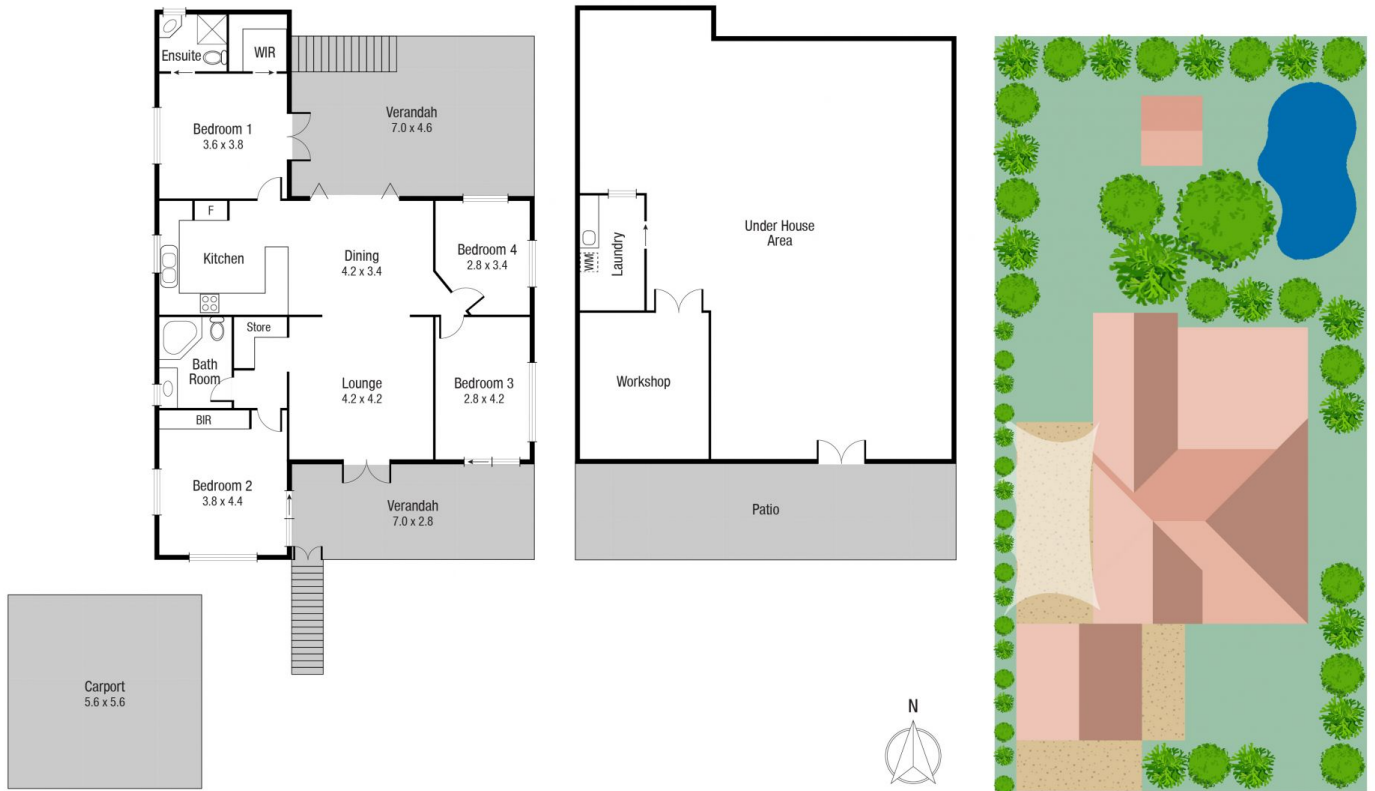 Ensuite
WIR
Bedroom 1
3.6 x 3.8
Verandah
7.0 x 4.6
F
Kitchen
Dining
4.2 x 3.4
Bedroom 4
2.8 x 3.4
Store
Bath
Room
Lounge
4.2 x 4.2
Bedroom 3
2.8 x 4.2
BIR
Bedroom 2
3.8 x 4.4
Verandah
7.0 x 2.8
Carport
5.6 x 5.6
WM
Laundry
Under House
Area
Workshop
Patio
N